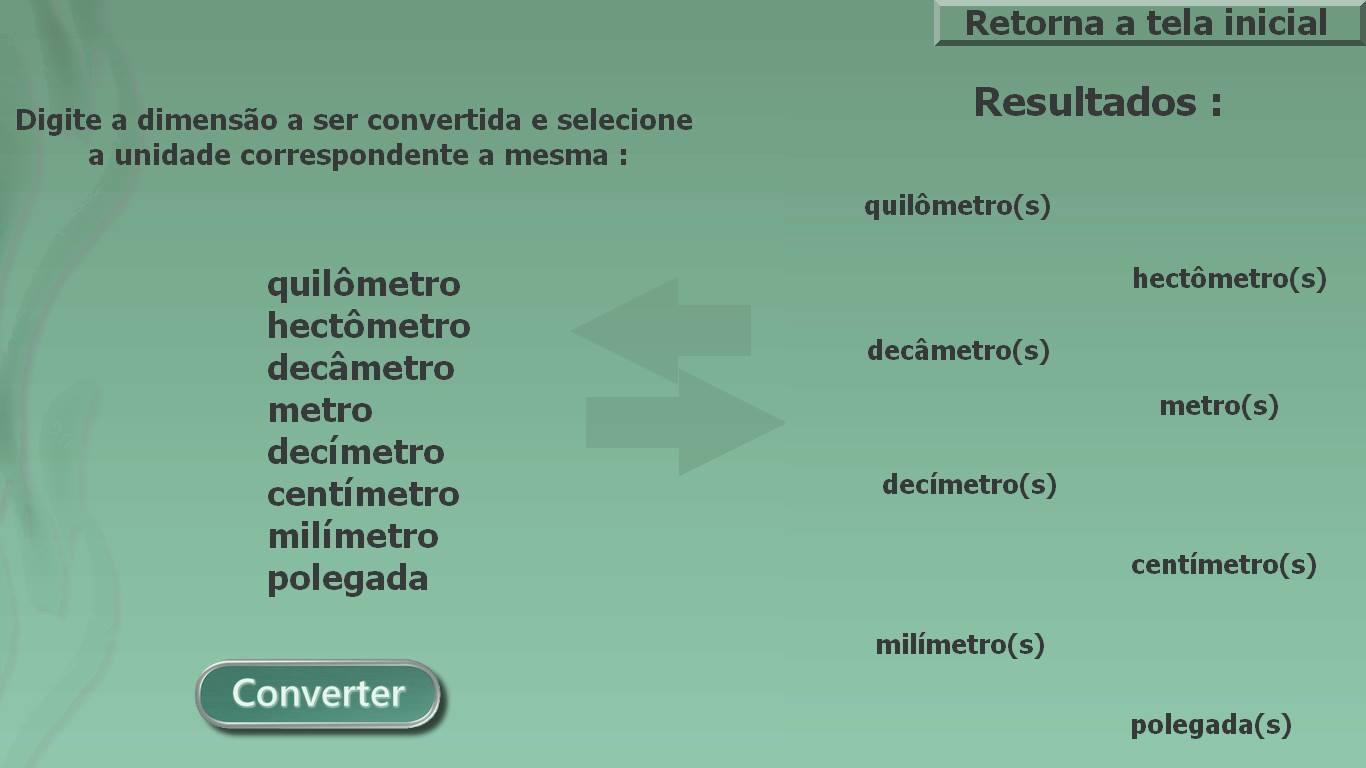 Retorna a tela inicial
Digite a dimensão a ser convertida e selecione
a unidade correspondente a mesma :
quilômetro
hectômetro
decâmetro
metro
decímetro
centímetro
milímetro
polegada
Converter
Resultados :
quilômetro(s)
hectômetro(s)
decâmetro(s)
metro(s)
decímetro(s)
centímetro(s)
milímetro(s)
polegada(s)